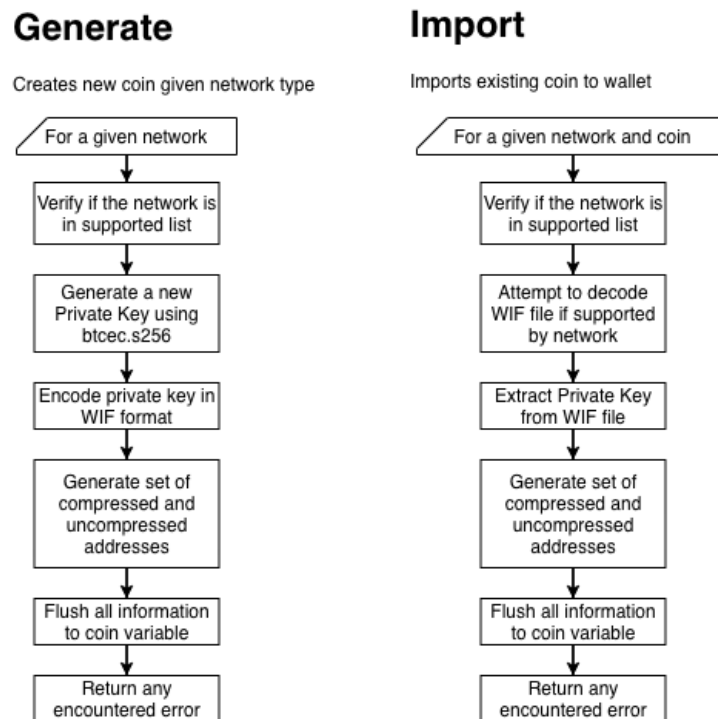 Generate
Creates new coin given network type
For a given network
Verify if the network is
in supported list
Generate a new
Private Key using
btcec.s256
Encode private key in
WIF format
Generate set of
compressed and
uncompressed
addresses
Flush all information
to coin variable
Return any
encountered error
Import
Imports existing coin to wallet
For a given network and coin
Verify if the network is
in supported list
Attempt to decode
WIF file if supported
by network
Extract Private Key
from WIF file
Generate set of
compressed and
uncompressed
addresses
Flush all information
to coin variable
Return any
encountered error